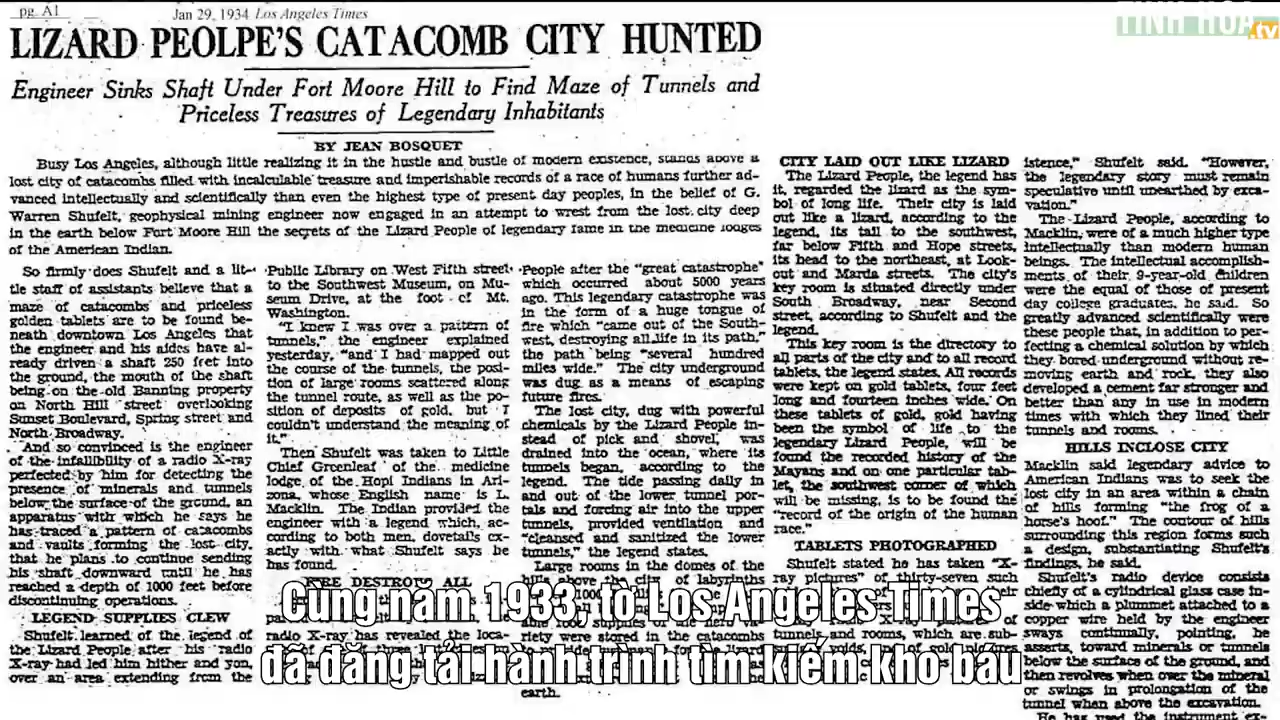 pg. A1
Jan 29, 1934 Los Angeles Times
TINH HOA.tv
LIZARD PEOLPE'S CATACOMB CITY HUNTED
Engineer Sinks Shaft Under Fort Moore Hill to Find Maze of Tunnels and
Priceless Treasures of Legendary Inhabitants
BY JEAN BOSQUET
Busy Los Angeles, although little realizing it in the hustle and bustle of modern existence, stands above a
lost city of catacombs filled with incalculable treasure and imperishable records of a race of humans further ad-
vanced intellectually and scientifically than even the highest type of present day peoples, in the belief of G.
Warren Shufelt, geophysical mining engineer now engaged in an attempt to wrest from the lost city deep
in the earth below Fort Moore Hill the secrets of the Lizard People of legendary fame in the medicine lodges
of the American Indian.
So firmly does Shufelt and a lit-
tle staff of assistants believe that a
maze of catacombs and priceless
golden tablets are to be found be-
neath downtown Los Angeles that
the engineer and his aides have al-
ready driven a shaft 250 feet into
the ground, the mouth of the shaft
being on the old Banning property
on North Hill street overlooking
Sunset Boulevard, Spring street and
North Broadway.
And so convinced is the engineer
of the infallibility of a radio X-ray
perfected by him for detecting the
presence of minerals and tunnels
below the surface of the ground, an
apparatus with which he says he
has traced a pattern of catacombs
and vaults forming the lost city,
that he plans to continue sending
his shaft downward until he has
reached a depth of 1000 feet before
discontinuing operations.
LEGEND SUPPLIES CLEW
Shufelt learned of the legend of
the Lizard People after his radio
X-ray had led him hither and yon,
over an area extending from the
Public Library on West Fifth street
to the Southwest Museum, on Mu-
seum Drive, at the foot of Mt.
Washington.
"I knew I was over a pattern of
tunnels," the engineer explained
yesterday, "and I had mapped out
the course of the tunnels, the posi-
tion of large rooms scattered along
the tunnel route, as well as the po-
sition of deposits of gold, but I
couldn't understand the meaning of
it."
Then Shufelt was taken to Little
Chief Greenleaf of the medicine
lodge of the Hopi Indians in Ari-
zona, whose English name is L.
Macklin. The Indian provided the
engineer with a legend which, ac-
cording to both men, dovetails ex-
actly with what Shufelt says he
has found.
DESTROY ALL
radio X-ray has revealed the loca-
People after the "great catastrophe"
which occurred about 5000 years
ago. This legendary catastrophe was
in the form of a huge tongue of
fire which "came out of the South-
west, destroying all life in its path,"
the path being "several hundred
miles wide." The city underground
was dug as a means of escaping
future fires.
The lost city, dug with powerful
chemicals by the Lizard People in-
stead of pick and shovel, was
drained into the ocean, where its
tunnels began, according to the
legend. The tide passing daily in
and out of the lower tunnel por-
tals and forcing air into the upper
tunnels, provided ventilation and
"cleansed and sanitized the lower
tunnels," the legend states.
Large rooms in the domes of the
hills above the city of labyrinths
riety were stored in the catacombs
earth.
CITY LAID OUT LIKE LIZARD
The Lizard People, the legend has
it, regarded the lizard as the sym-
bol of long life. Their city is laid
out like a lizard, according to the
legend, its tail to the southwest,
far below Fifth and Hope streets,
its head to the northeast, at Look-
out and Marda streets. The city's
key room is situated directly under
South Broadway, near Second
street, according to Shufelt and the
legend.
This key room is the directory to
all parts of the city and to all record
tablets, the legend states. All records
were kept on gold tablets, four feet
long and fourteen inches wide. On
these tablets of gold, gold having
been the symbol of life to the
legendary Lizard People, will be
found the recorded history of the
Mayans and on one particular tab-
let, the southwest corner of which
will be missing, is to be found the
"record of the origin of the human
race."
TABLETS PHOTOGRAPHED
Shufelt stated he has taken "X-
ray pictures" of thirty-seven such
tunnels and rooms, which are sub-
istence," Shufelt said. "However,
the legendary story must remain
speculative until unearthed by exca-
vation."
The Lizard People, according to
Macklin, were of a much higher type
intellectually than modern human
beings. The intellectual accomplish-
ments of their 9-year-old children
were the equal of those of present
day college graduates, he said. So
greatly advanced scientifically were
these people that, in addition to per-
fecting a chemical solution by which
they bored underground without re-
moving earth and rock, they also
developed a cement far stronger and
better than any in use in modern
times with which they lined their
tunnels and rooms.
HILLS INCLOSE CITY
Macklin said legendary advice to
American Indians was to seek the
lost city in an area within a chain
of hills forming "the frog of a
horse's hoof." The contour of hills
surrounding this region forms such
a design, substantiating Shufelt's
findings, he said.
Shufelt's radio device consists
chiefly of a cylindrical glass case in-
side which a plummet attached to a
copper wire held by the engineer
sways continually, pointing, he
asserts, toward minerals or tunnels
below the surface of the ground, and
then revolves when over the mineral
or swings in prolongation of the
tunnel when above the excavation.
He has used the instrument ex-
Cũng năm 1933, tờ Los Angeles Times
đã đăng tải hành trình tìm kiếm kho báu